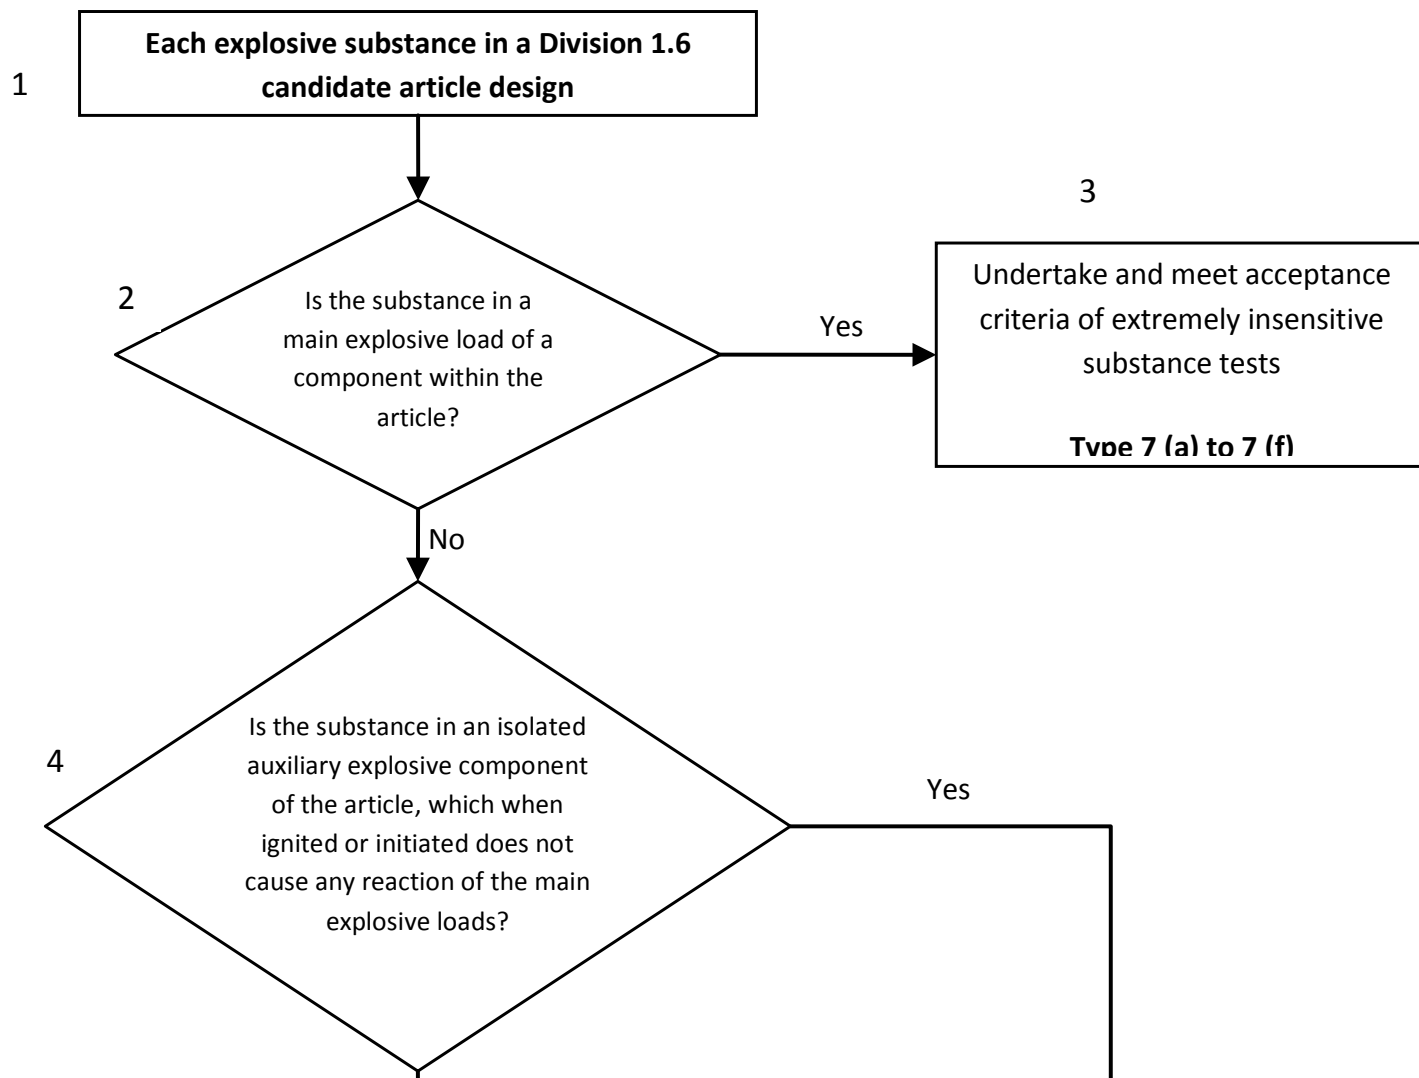 Each explosive substance in a Division 1.6
candidate article design
1
3
2
Is the substance in a
main explosive load of a
component within the
article?
Yes
Undertake and meet acceptance
criteria of extremely insensitive
substance tests
Type 7 (a) to 7 (f)
No
4
Is the substance in an isolated
auxiliary explosive component
of the article, which when
ignited or initiated does not
cause any reaction of the main
explosive loads?
Yes